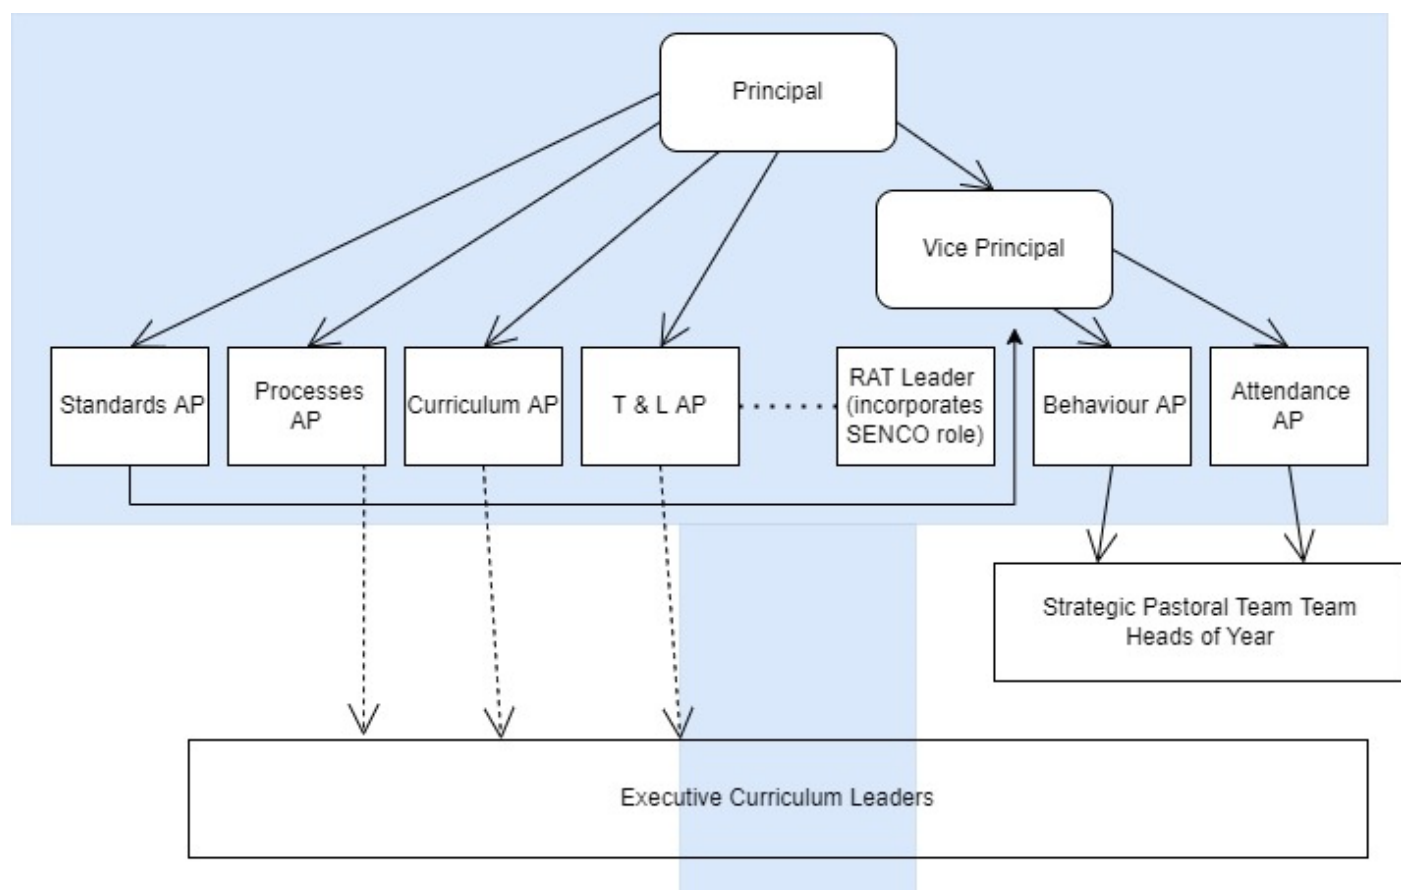 Principal
Vice Principal
Standards AP
Processes
AP
Curriculum AP
T & L AP
RAT Leader
(incorporates
SENCO role)
Behaviour AP
Attendance
AP
Strategic Pastoral Team Team
Heads of Year
Executive Curriculum Leaders